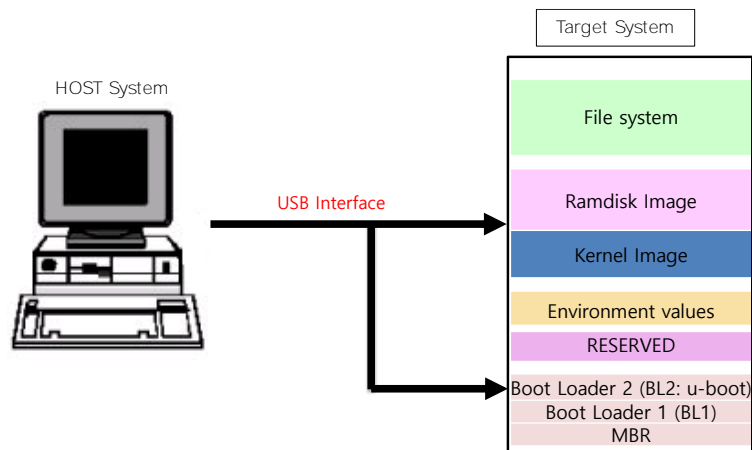 Target System
HOST System
File system
USB Interface
Ramdisk Image
Kernel Image
Environment values
RESERVED
Boot Loader 2 (BL2: u-boot)
Boot Loader 1 (BL1)
MBR